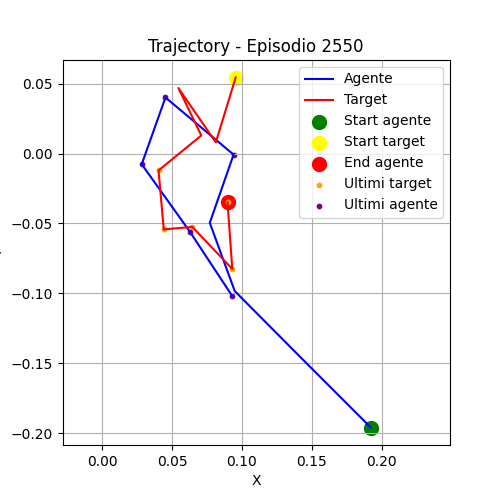 Trajectory - Episodio 2550
Agente
Target
Start agente
Start target
End agente
Ultimi target
Ultimi agente
0.05
0.00
−0.05
−0.10
−0.15
−0.20
0.00
0.05
0.10
0.15
0.20
X